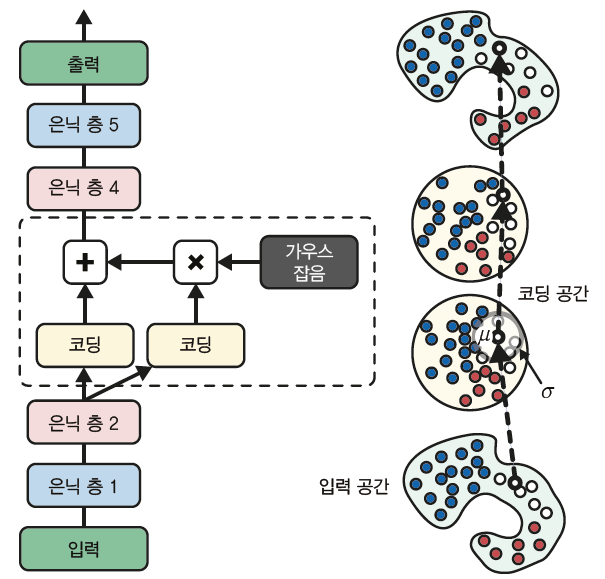 출력
은닉 층 5
은닉 층 4
+
×
가우스
잡음
코딩
코딩
은닉 층 2
은닉 층 1
입력
코딩 공간
μ
σ
입력 공간